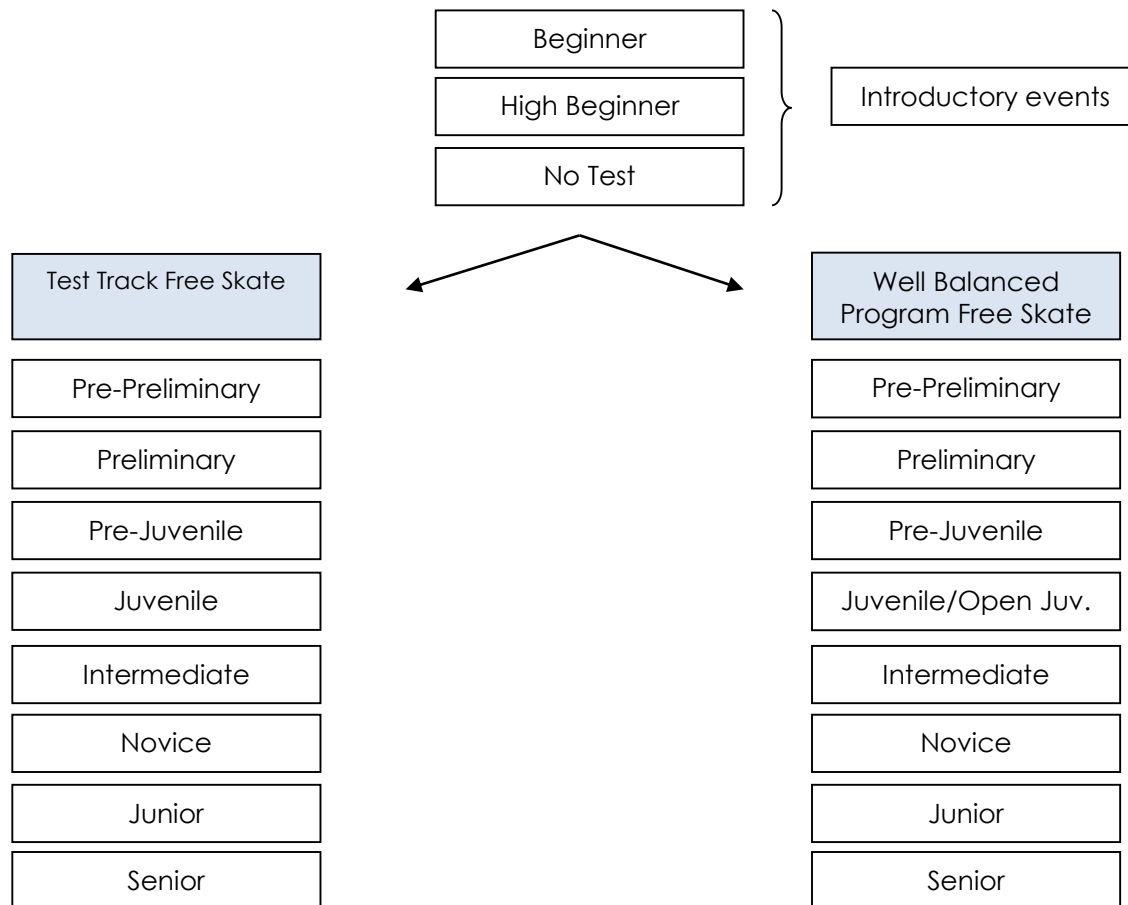 Beginner
High Beginner
No Test
Introductory events
Test Track Free Skate
Pre-Preliminary
Preliminary
Pre-Juvenile
Juvenile
Intermediate
Novice
Junior
Senior
Well Balanced
Program Free Skate
Pre-Preliminary
Preliminary
Pre-Juvenile
Juvenile/Open Juv.
Intermediate
Novice
Junior
Senior